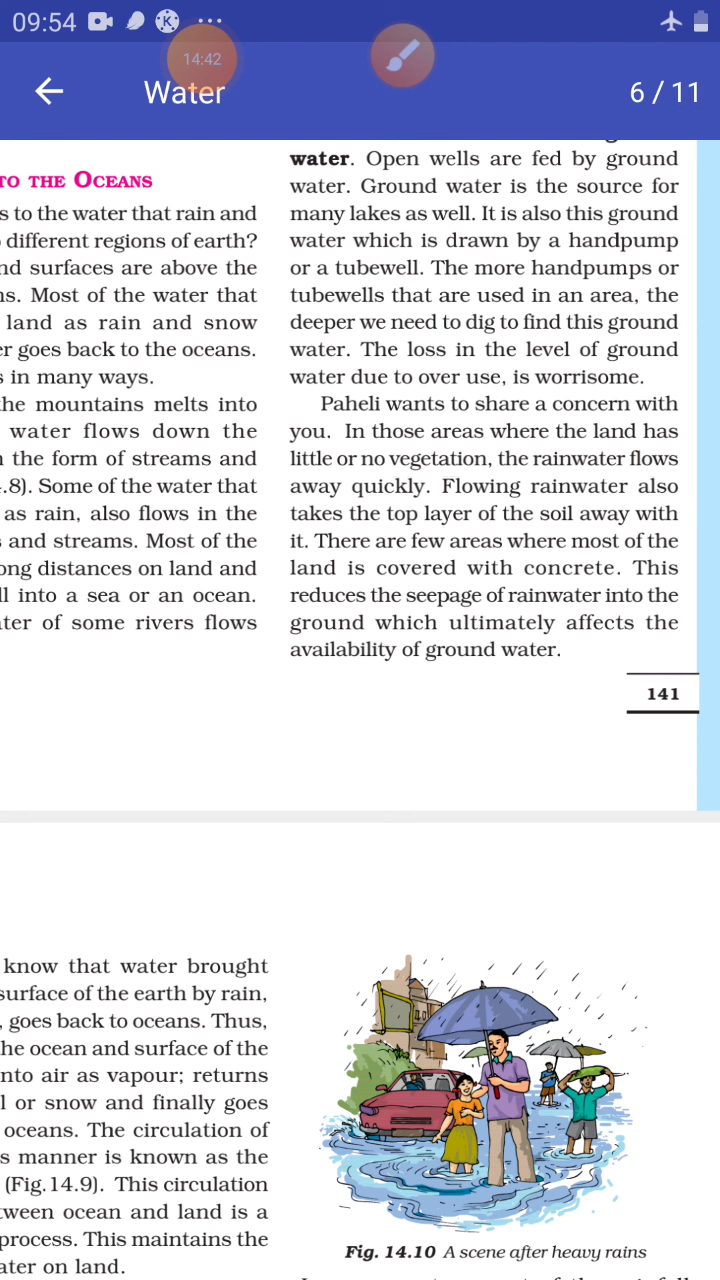 09:54
14:42
Water
6 / 11
TO THE OCEANS
s to the water that rain and
different regions of earth?
nd surfaces are above the
ns. Most of the water that
land as rain and snow
er goes back to the oceans.
s in many ways.
he mountains melts into
water flows down the
n the form of streams and
.8). Some of the water that
as rain, also flows in the
s and streams. Most of the
ong distances on land and
ll into a sea or an ocean.
ater of some rivers flows
water. Open wells are fed by ground
water. Ground water is the source for
many lakes as well. It is also this ground
water which is drawn by a handpump
or a tubewell. The more handpumps or
tubewells that are used in an area, the
deeper we need to dig to find this ground
water. The loss in the level of ground
water due to over use, is worrisome.
Paheli wants to share a concern with
you. In those areas where the land has
little or no vegetation, the rainwater flows
away quickly. Flowing rainwater also
takes the top layer of the soil away with
it. There are few areas where most of the
land is covered with concrete. This
reduces the seepage of rainwater into the
ground which ultimately affects the
availability of ground water.
141
know that water brought
surface of the earth by rain,
, goes back to oceans. Thus,
he ocean and surface of the
nto air as vapour; returns
l or snow and finally goes
oceans. The circulation of
s manner is known as the
(Fig. 14.9). This circulation
tween ocean and land is a
process. This maintains the
ater on land.
Fig. 14.10 A scene after heavy rains